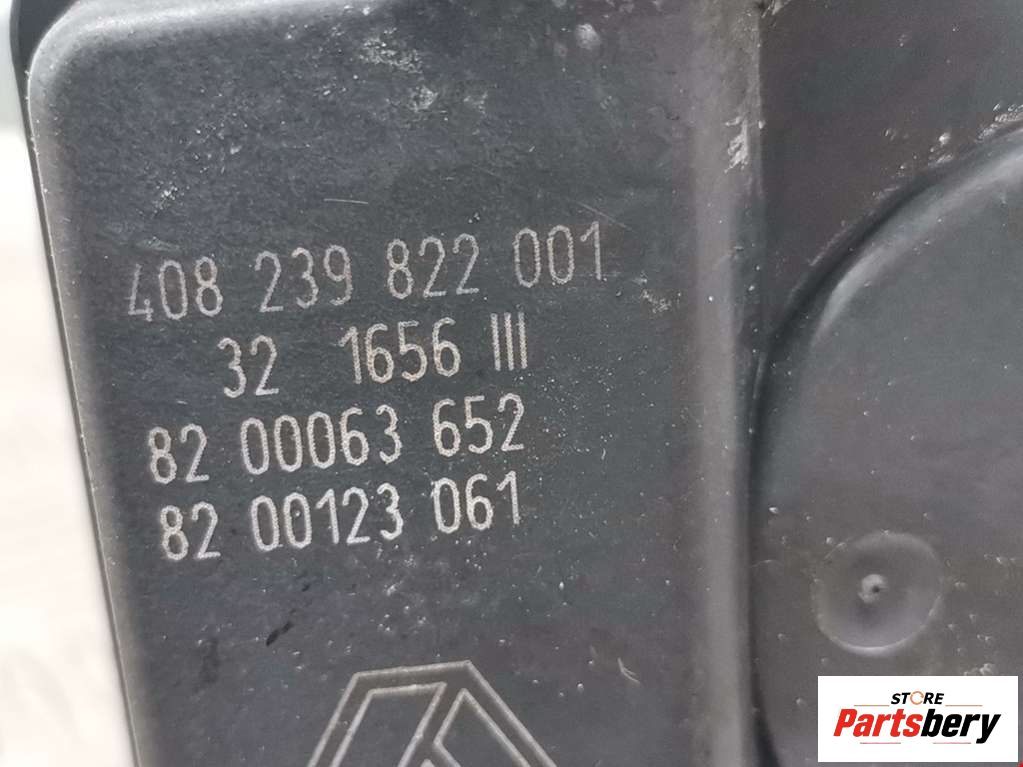 408 239 822 001
32 1656 III
82 00063 652
82 00123 061
STORE
Partsbery